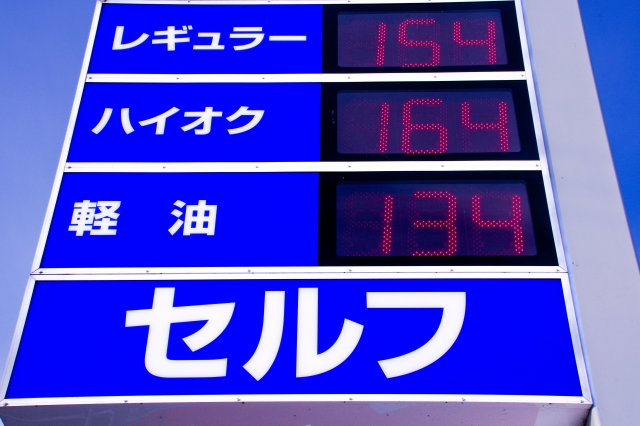 レギュラー 154
ハイオク 164
軽 油 134
セルフ